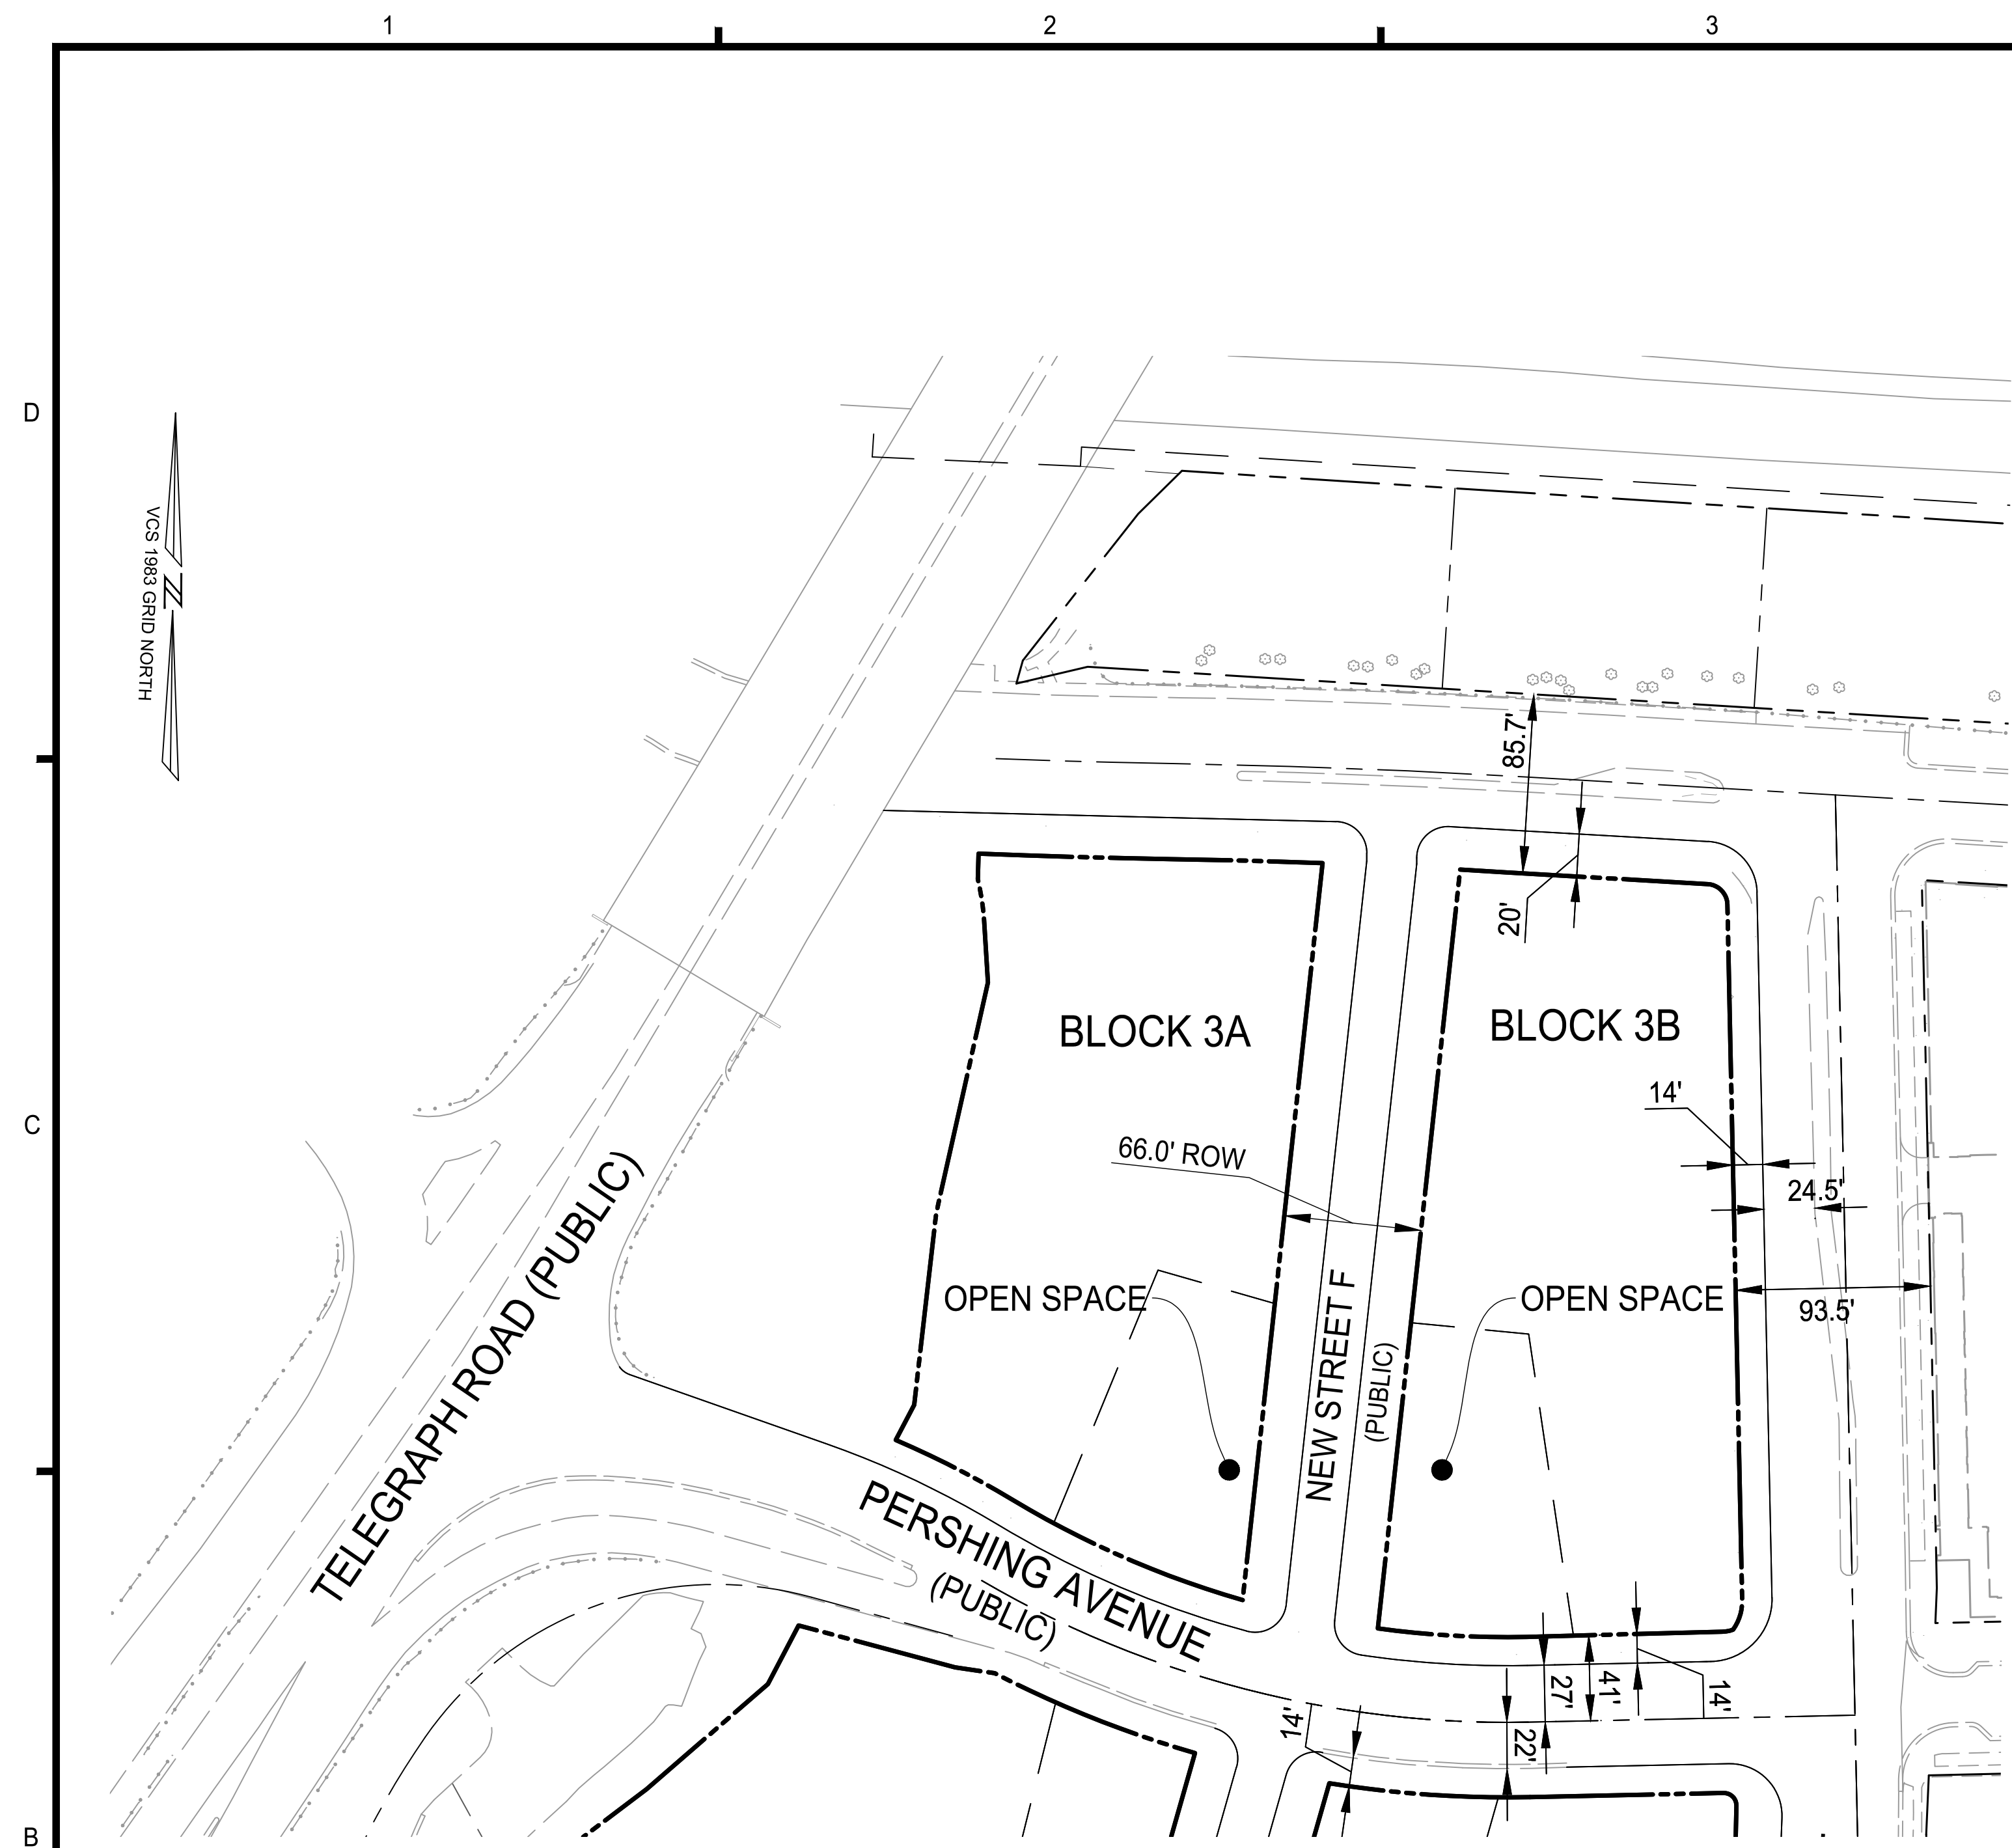 1
2
3
D
VCS 1983 GRID NORTH
N
85.7'
20'
BLOCK 3A
BLOCK 3B
14'
C
66.0' ROW
24.5'
TELEGRAPH ROAD (PUBLIC)
OPEN SPACE
OPEN SPACE
93.5'
NEW STREET F
(PUBLIC)
PERSHING AVENUE
(PUBLIC)
14'
27'
41'
14'
22'
B